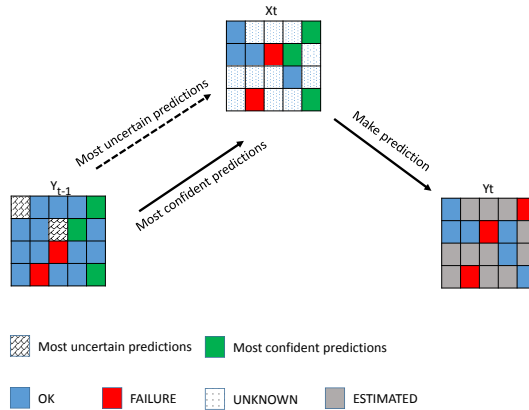 Xt
Most uncertain predictions
Most confident predictions
Make prediction
Yt-1
Yt
Most uncertain predictions
Most confident predictions
OK
FAILURE
UNKNOWN
ESTIMATED